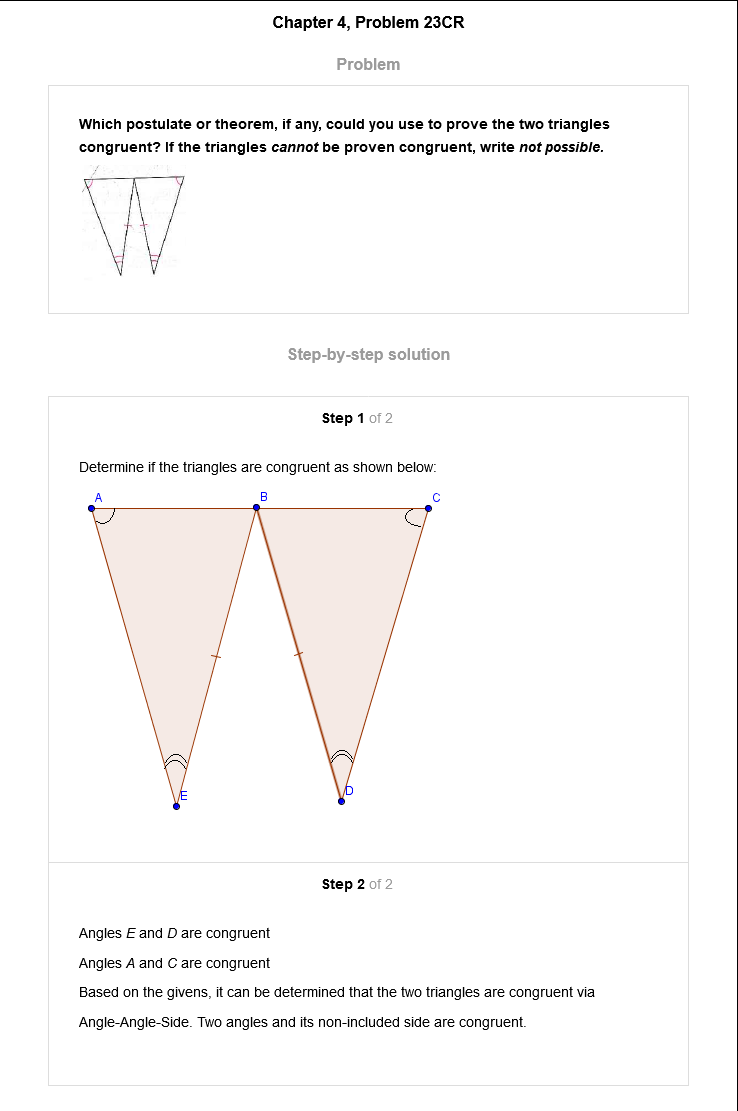 Chapter 4, Problem 23CR
Problem
Which postulate or theorem, if any, could you use to prove the two triangles
congruent? If the triangles cannot be proven congruent, write not possible.
Step-by-step solution
Step 1 of 2
Determine if the triangles are congruent as shown below:
A
B
C
E
D
Step 2 of 2
Angles E and D are congruent
Angles A and C are congruent
Based on the givens, it can be determined that the two triangles are congruent via
Angle-Angle-Side. Two angles and its non-included side are congruent.